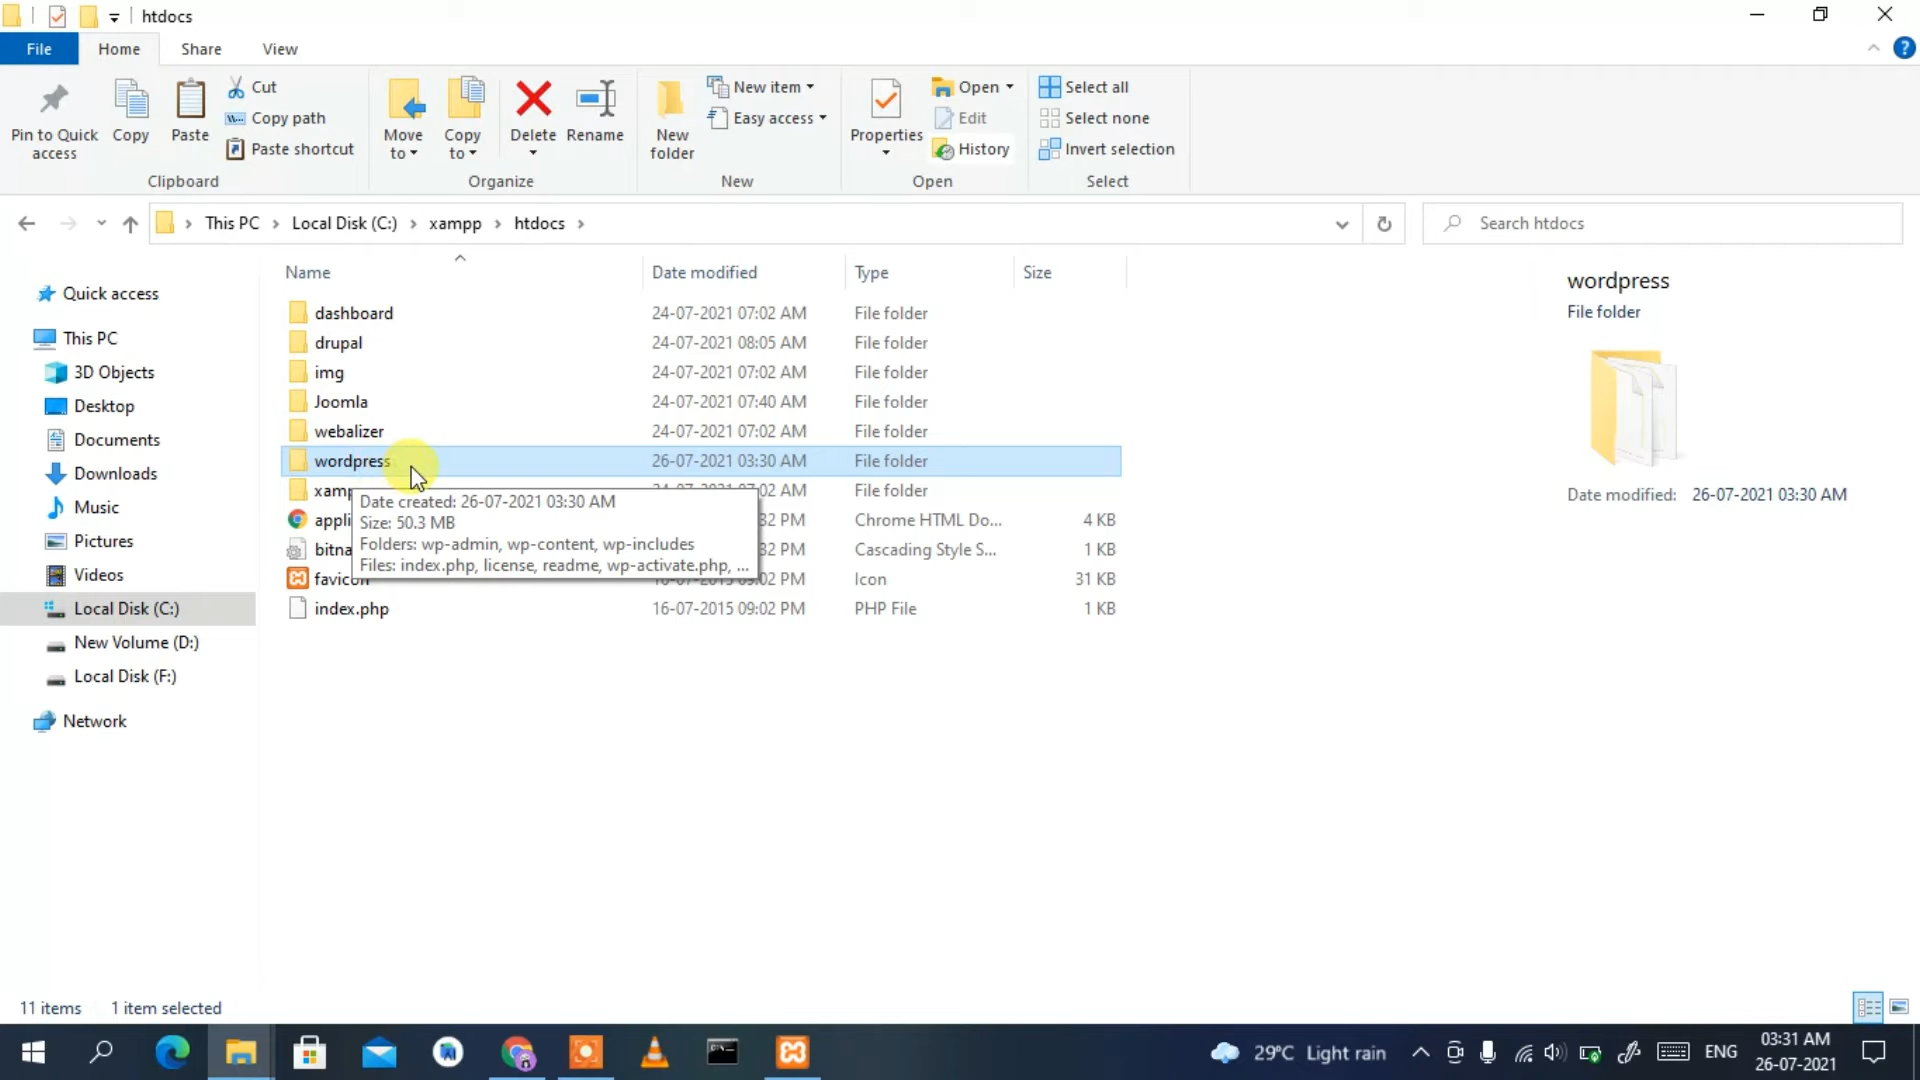 htdocs
File Home Share View
Pin to Quick access
Copy
Paste
Cut
Copy path
Paste shortcut
Clipboard
Move to
Copy to
Delete
Rename
Organize
New folder
New item
Easy access
New
Properties
Open
Edit
History
Open
Select all
Select none
Invert selection
Select
This PC Local Disk (C:) xampp htdocs
Search htdocs
Quick access
This PC
3D Objects
Desktop
Documents
Downloads
Music
Pictures
Videos
Local Disk (C:)
New Volume (D:)
Local Disk (F:)
Network
Name Date modified Type Size
dashboard 24-07-2021 07:02 AM File folder
drupal 24-07-2021 08:05 AM File folder
img 24-07-2021 07:02 AM File folder
Joomla 24-07-2021 07:40 AM File folder
webalizer 24-07-2021 07:02 AM File folder
wordpress 26-07-2021 03:30 AM File folder
02 AM File folder
appli 32 PM Chrome HTML Do... 4 KB
bitna 32 PM Cascading Style S... 1 KB
Icon 31 KB
index.php 16-07-2015 09:02 PM PHP File 1 KB
Date created: 26-07-2021 03:30 AM
Size: 50.3 MB
Folders: wp-admin, wp-content, wp-includes
Files: index.php, license, readme, wp-activate.php, ...
wordpress
File folder
Date modified: 26-07-2021 03:30 AM
11 items 1 item selected
29°C Light rain
ENG
03:31 AM
26-07-2021